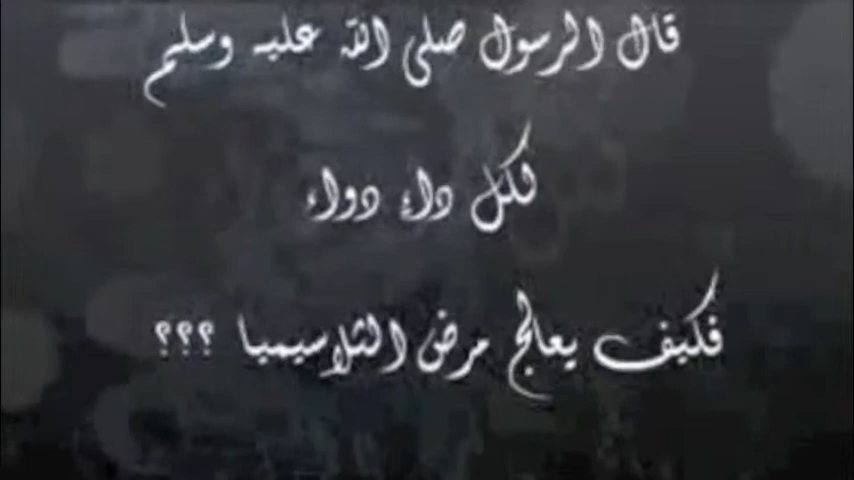 قال الرسول صلى الله عليه وسلم
لكل داء دواء
فكيف يعالج مرض الثلاسيميا ؟؟؟